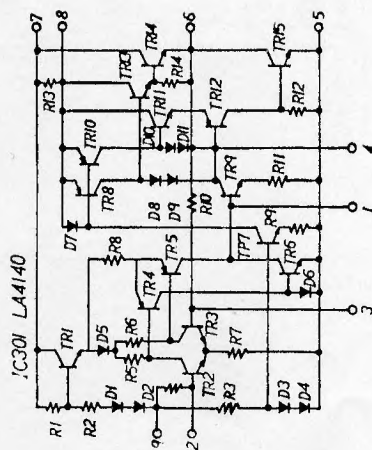 IC301 LA4140
7
8
6
5
R13
TR13
TR14
R14
TR15
TR10
TR11
D10
D11
TR12
R12
D7
TR8
D8
D9
R10
TR9
R11
R8
TR4
TR5
TP7
R9
TR6
D6
TR1
D5
R5
R6
TR2
TR3
R7
R1
R2
D1
D2
R3
D3
D4
9
2
3
1
4